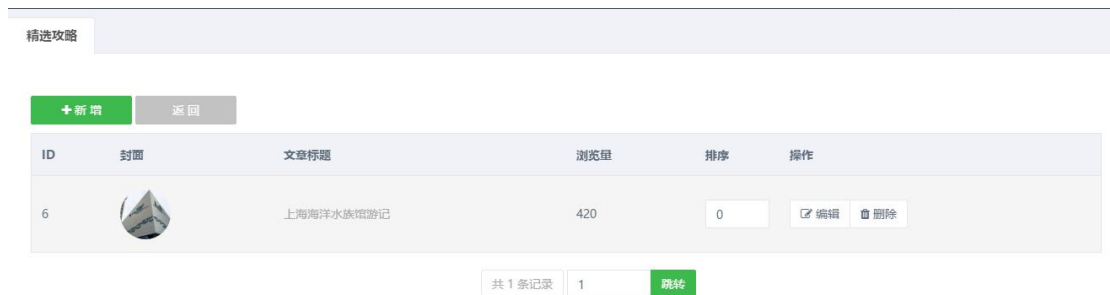 精选攻略
+新 增 返 回
ID 封面 文章标题 浏览量 排序 操作
6 上海海洋水族馆游记 420 0 编辑 删除
共 1 条记录 1 跳转